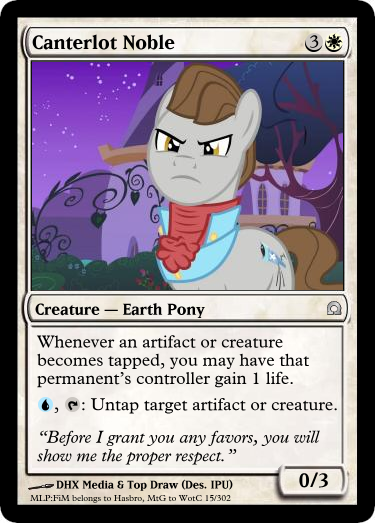 Canterlot Noble 3
Creature — Earth Pony
Whenever an artifact or creature
becomes tapped, you may have that
permanent's controller gain 1 life.
, : Untap target artifact or creature.
“Before I grant you any favors, you will
show me the proper respect.”
0/3
DHX Media & Top Draw (Des. IPU)
MLP:FiM belongs to Hasbro, MtG to WotC 15/302